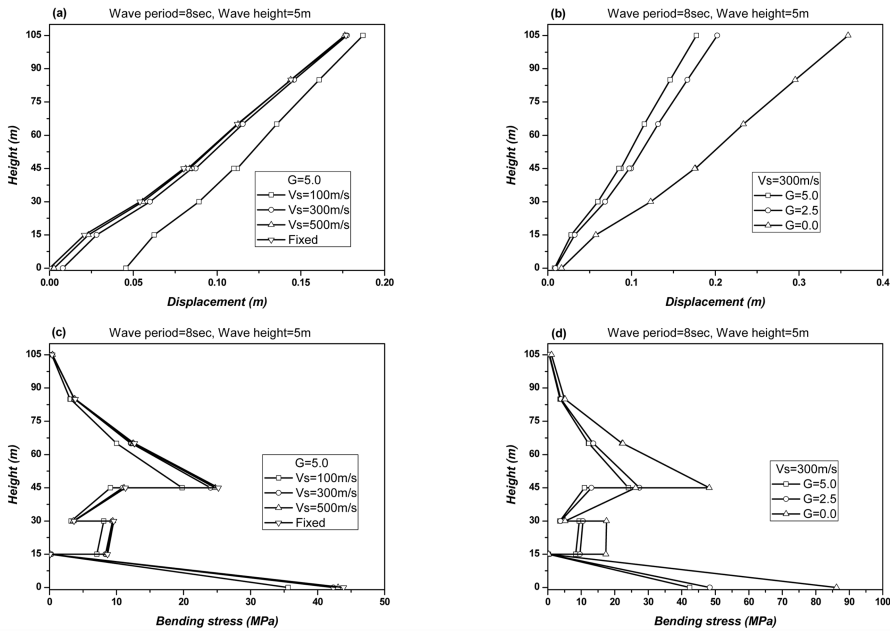 (a)
Wave period=8sec, Wave height=5m
105
90
75
60
45
30
15
0
Height (m)
G=5.0
Vs=100m/s
Vs=300m/s
Vs=500m/s
Fixed
0.00
0.05
0.10
0.15
0.20
Displacement (m)
(b)
Wave period=8sec, Wave height=5m
105
90
75
60
45
30
15
0
Height (m)
Vs=300m/s
G=5.0
G=2.5
G=0.0
0.0
0.1
0.2
0.3
0.4
Displacement (m)
(c)
Wave period=8sec, Wave height=5m
105
90
75
60
45
30
15
0
Height (m)
G=5.0
Vs=100m/s
Vs=300m/s
Vs=500m/s
Fixed
0
10
20
30
40
50
Bending stress (MPa)
(d)
Wave period=8sec, Wave height=5m
105
90
75
60
45
30
15
0
Height (m)
Vs=300m/s
G=5.0
G=2.5
G=0.0
0
10
20
30
40
50
60
70
80
90
100
Bending stress (MPa)